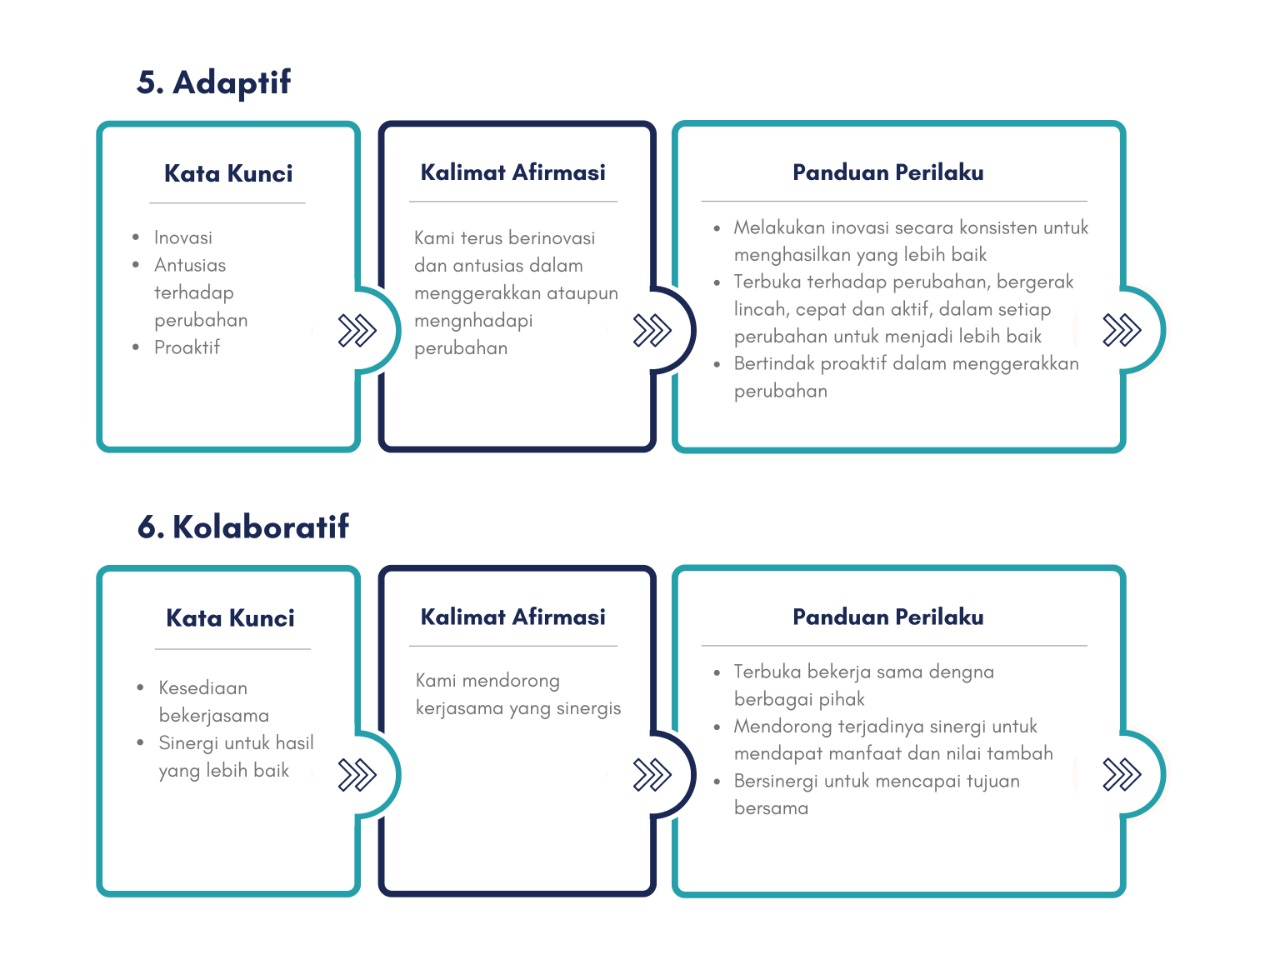 5. Adaptif
Kata Kunci
• Inovasi
• Antusias
terhadap
perubahan
• Proaktif
Kalimat Afirmasi
Kami terus berinovasi
dan antusias dalam
menggerakkan ataupun
mengnhadapi
perubahan
Panduan Perilaku
• Melakukan inovasi secara konsisten untuk
menghasilkan yang lebih baik
• Terbuka terhadap perubahan, bergerak
lincah, cepat dan aktif, dalam setiap
perubahan untuk menjadi lebih baik
• Bertindak proaktif dalam menggerakkan
perubahan
6. Kolaboratif
Kata Kunci
• Kesediaan
bekerjasama
• Sinergi untuk hasil
yang lebih baik
Kalimat Afirmasi
Kami mendorong
kerjasama yang sinergis
Panduan Perilaku
• Terbuka bekerja sama dengna
berbagai pihak
• Mendorong terjadinya sinergi untuk
mendapat manfaat dan nilai tambah
• Bersinergi untuk mencapai tujuan
bersama